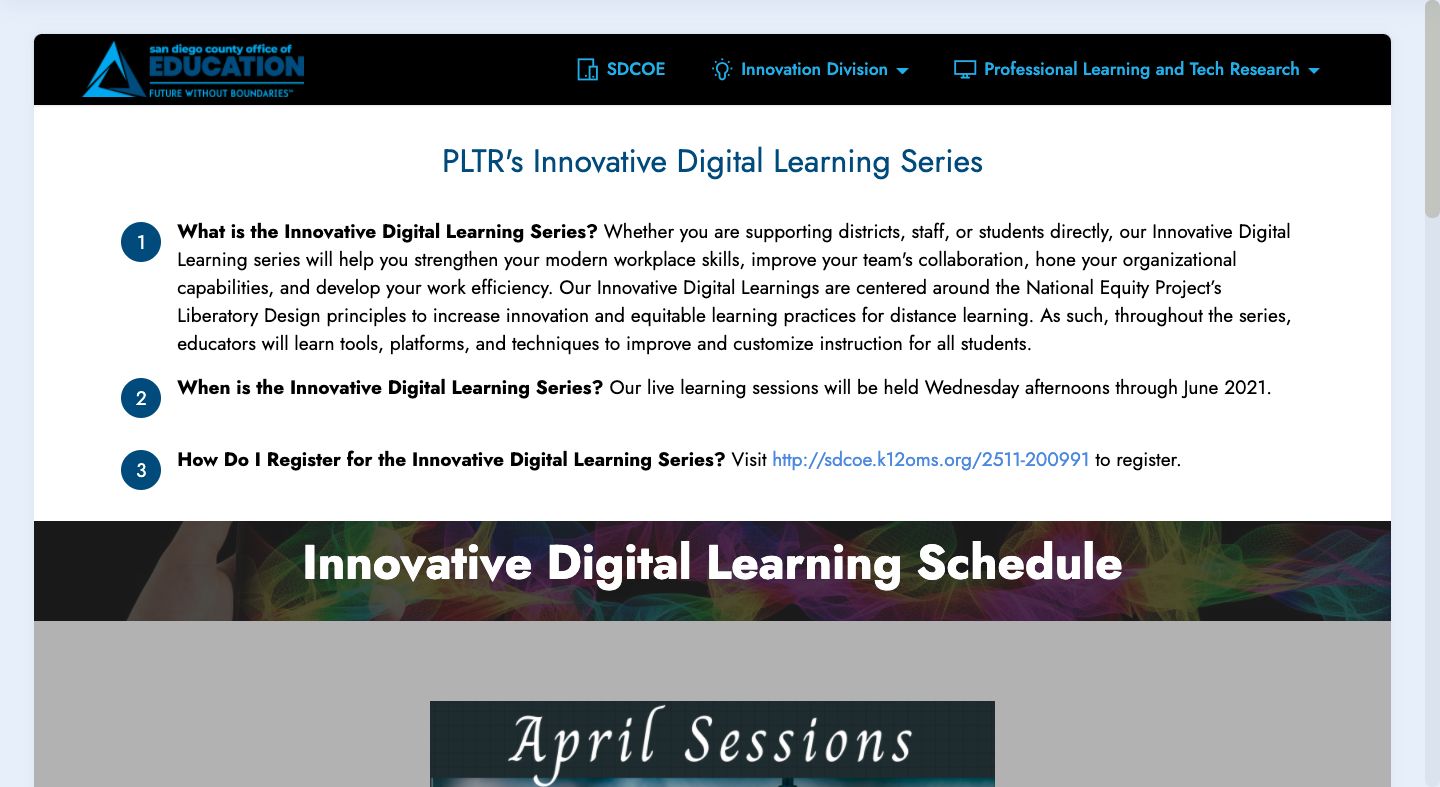 san diego county office of
EDUCATION
FUTURE WITHOUT BOUNDARIES™
SDCOE
Innovation Division
Professional Learning and Tech Research
PLTR's Innovative Digital Learning Series
1
What is the Innovative Digital Learning Series? Whether you are supporting districts, staff, or students directly, our Innovative Digital
Learning series will help you strengthen your modern workplace skills, improve your team's collaboration, hone your organizational
capabilities, and develop your work efficiency. Our Innovative Digital Learnings are centered around the National Equity Project’s
Liberatory Design principles to increase innovation and equitable learning practices for distance learning. As such, throughout the series,
educators will learn tools, platforms, and techniques to improve and customize instruction for all students.
2
When is the Innovative Digital Learning Series? Our live learning sessions will be held Wednesday afternoons through June 2021.
3
How Do I Register for the Innovative Digital Learning Series? Visit http://sdcoe.k12oms.org/2511-200991 to register.
Innovative Digital Learning Schedule
April Sessions